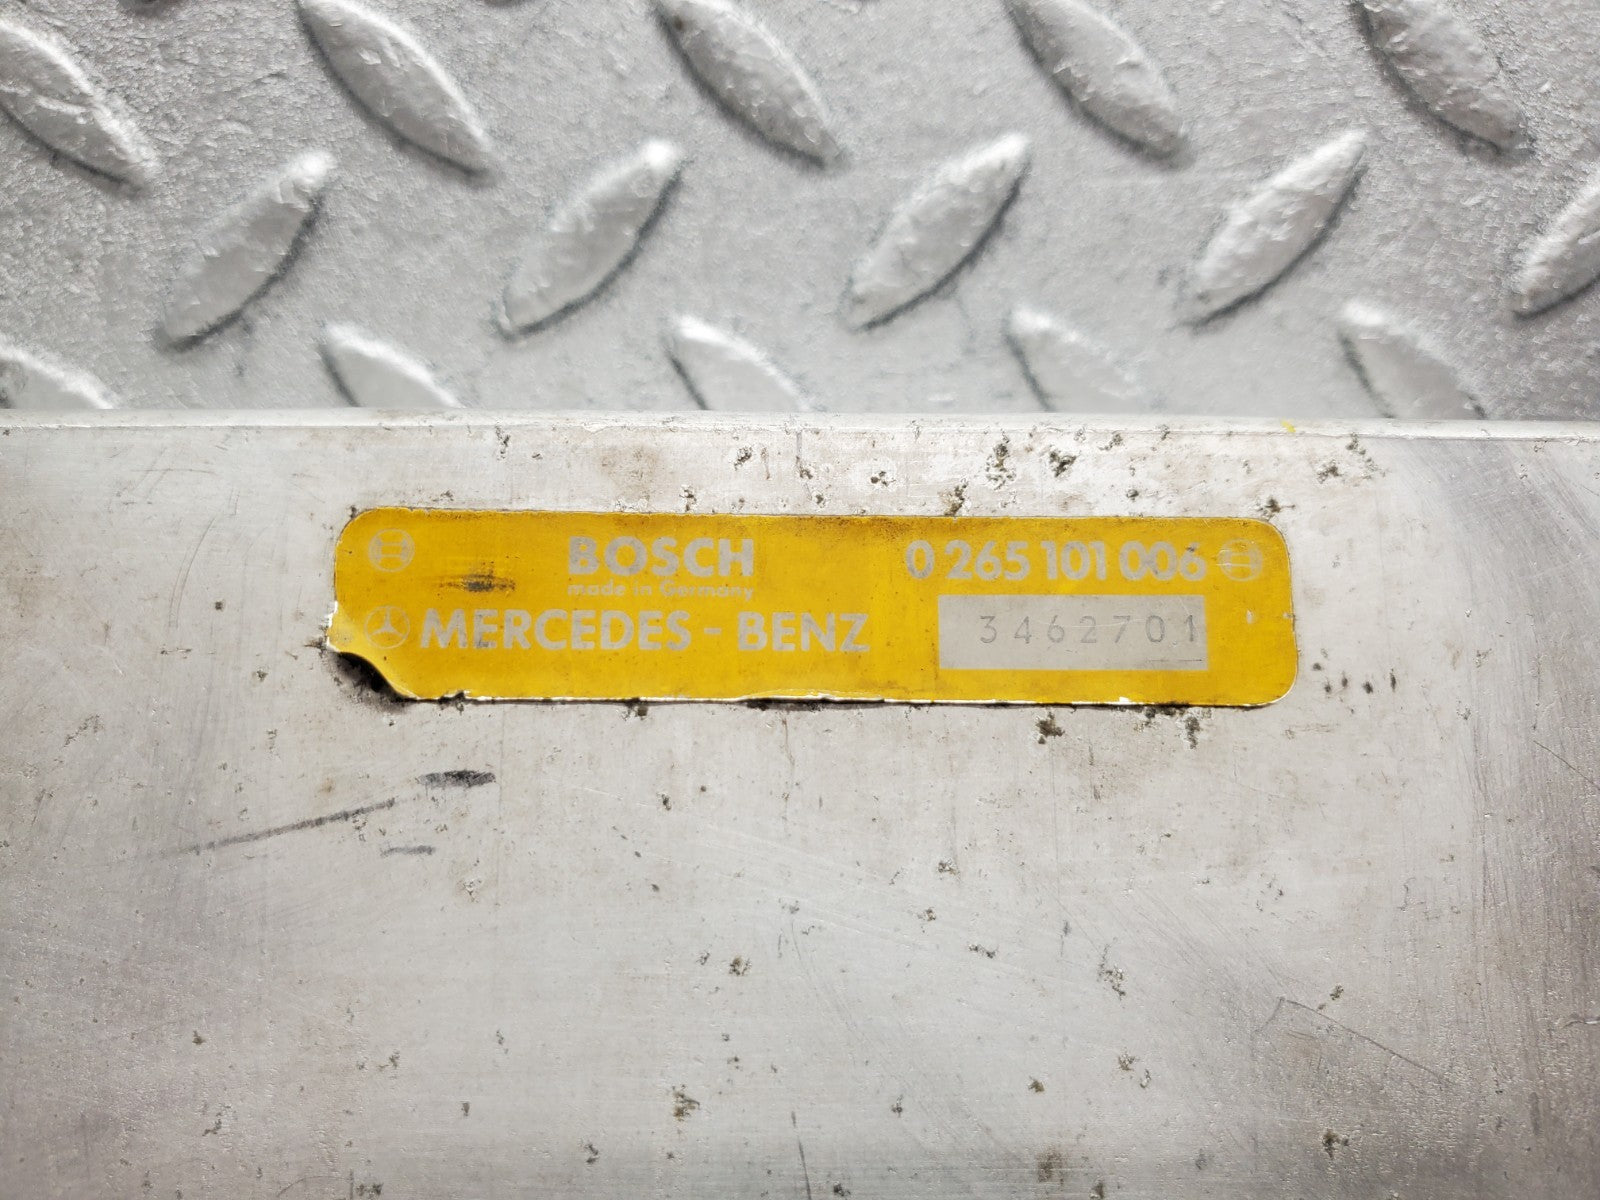 BOSCH 0 265 101 006
made in Germany
MERCEDES - BENZ 3462701